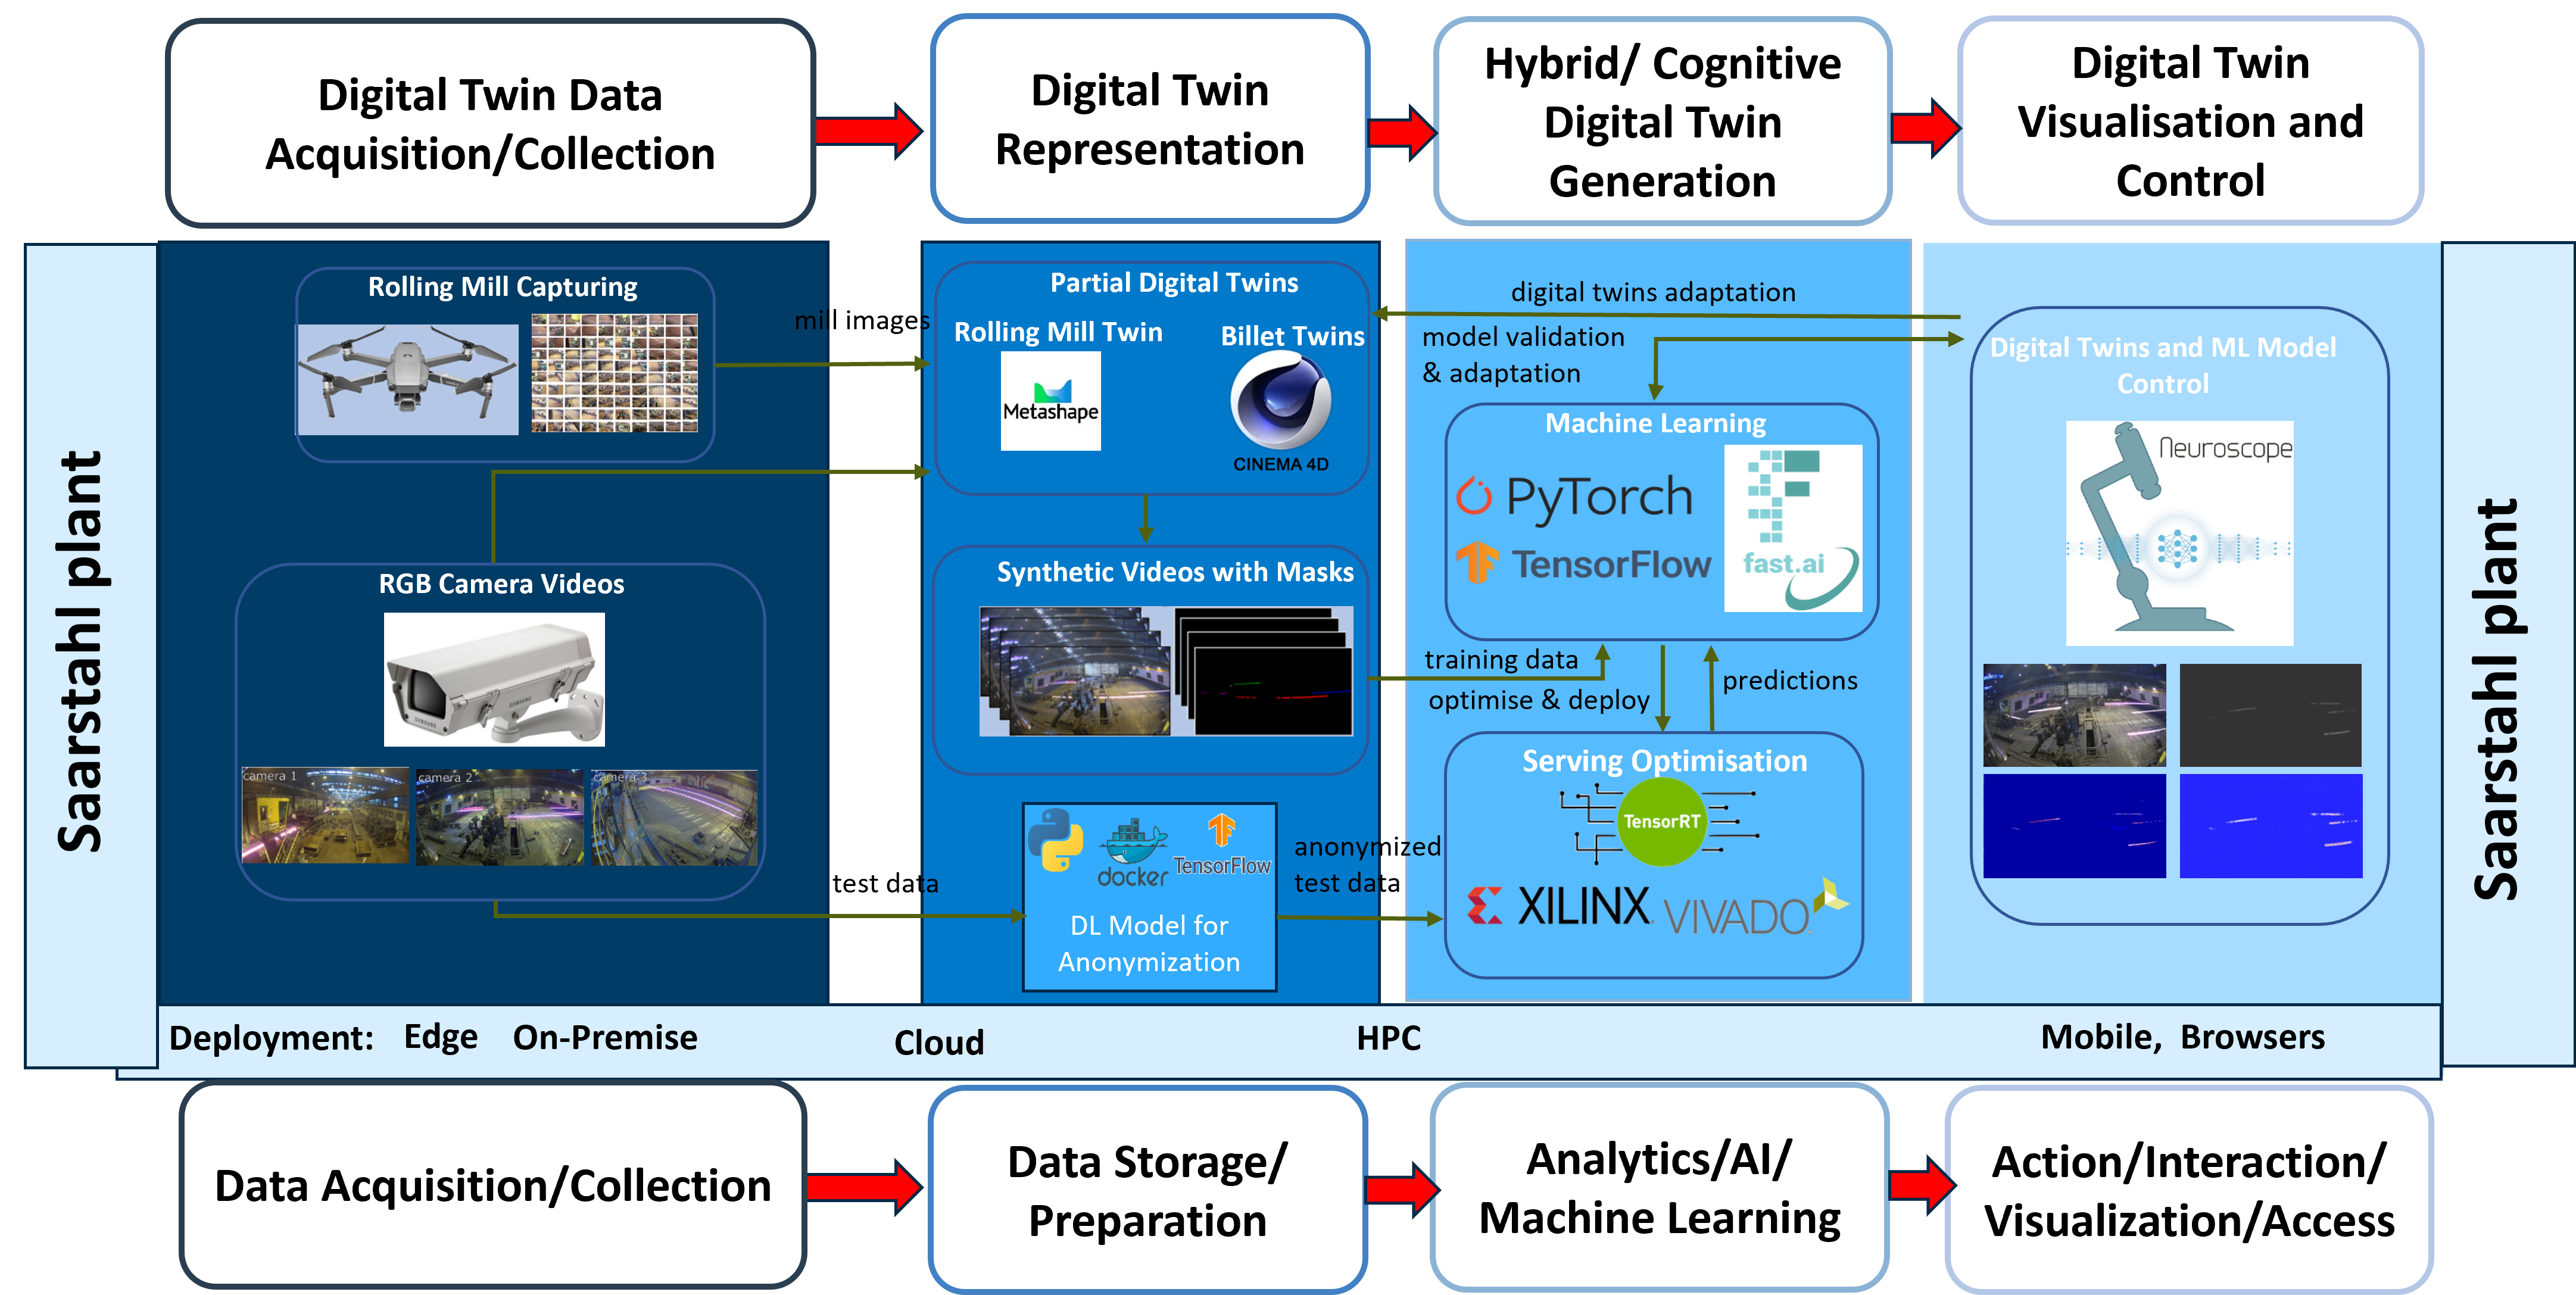 Digital Twin Data
Acquisition/Collection
Digital Twin
Representation
Hybrid/ Cognitive
Digital Twin
Generation
Digital Twin
Visualisation and
Control
Saarstahl plant
Rolling Mill Capturing
mill images
RGB Camera Videos
SAMSUNG
SAMSUNG
camera 1
camera 2
camera 3
test data
Partial Digital Twins
Rolling Mill Twin
Billet Twins
Metashape
CINEMA 4D
Synthetic Videos with Masks
docker
TensorFlow
DL Model for
Anonymization
anonymized
test data
digital twins adaptation
model validation
& adaptation
Machine Learning
PyTorch
TensorFlow
fast.ai
training data
optimise & deploy
predictions
Serving Optimisation
TensorRT
XILINX
VIVADO
Digital Twins and ML Model
Control
Neuroscope
Saarstahl plant
Deployment: Edge On-Premise Cloud HPC Mobile, Browsers
Data Acquisition/Collection
Data Storage/
Preparation
Analytics/AI/
Machine Learning
Action/Interaction/
Visualization/Access